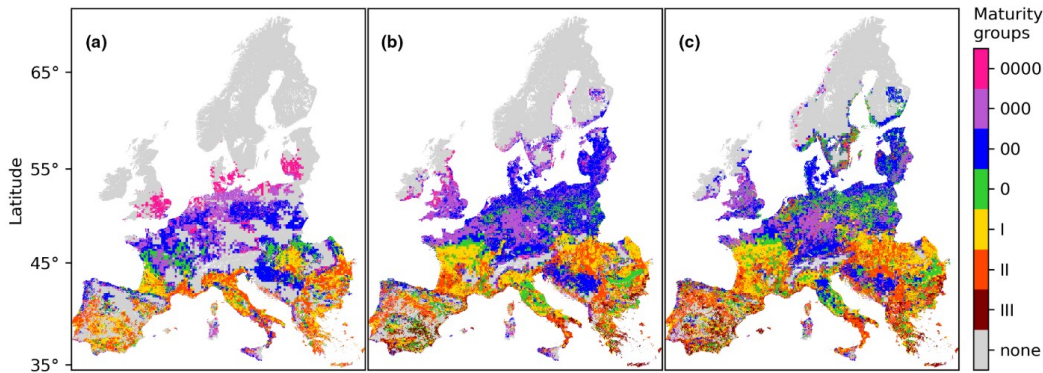 (a)
(b)
(c)
Maturity
groups
0000
000
00
0
I
II
III
none
Latitude
65°
55°
45°
35°